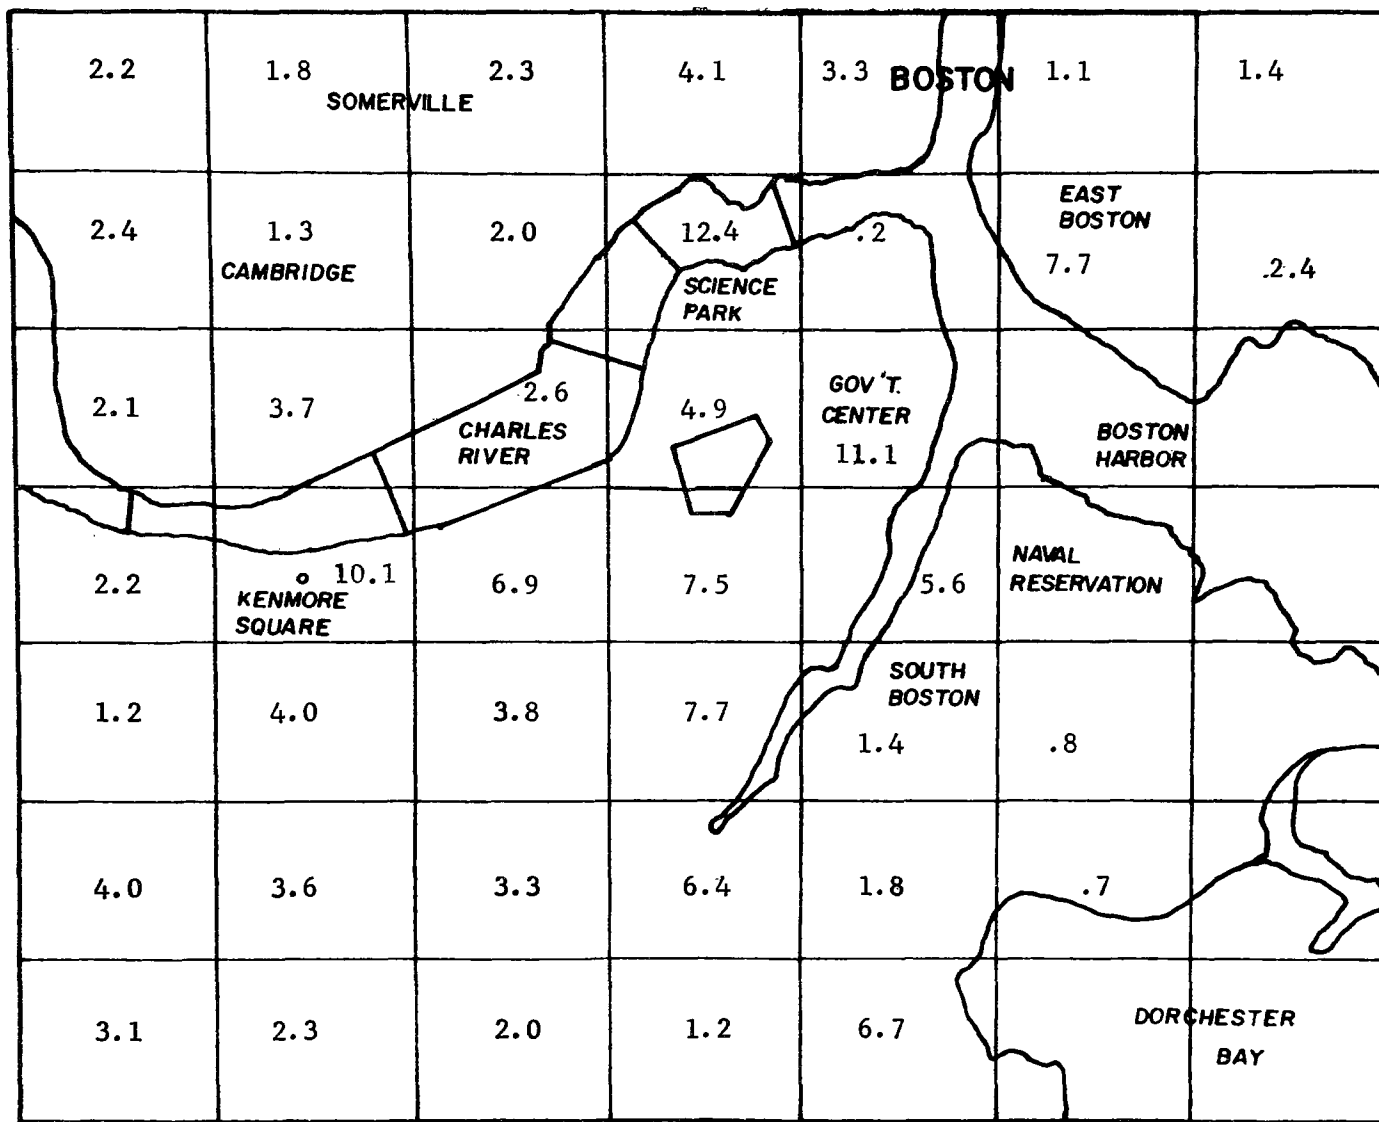 2.2 1.8 2.3 4.1 3.3 BOSTON 1.1 1.4
SOMERVILLE
2.4 1.3 2.0 12.4 .2 EAST
BOSTON
CAMBRIDGE 7.7 2.4
SCIENCE
PARK
2.1 3.7 2.6 4.9 GOV'T.
CENTER
11.1
CHARLES
RIVER
BOSTON
HARBOR
2.2 10.1 6.9 7.5 5.6 NAVAL
RESERVATION
KENMORE
SQUARE
1.2 4.0 3.8 7.7 SOUTH
BOSTON
1.4 .8
4.0 3.6 3.3 6.4 1.8 .7
3.1 2.3 2.0 1.2 6.7 DORCHESTER
BAY